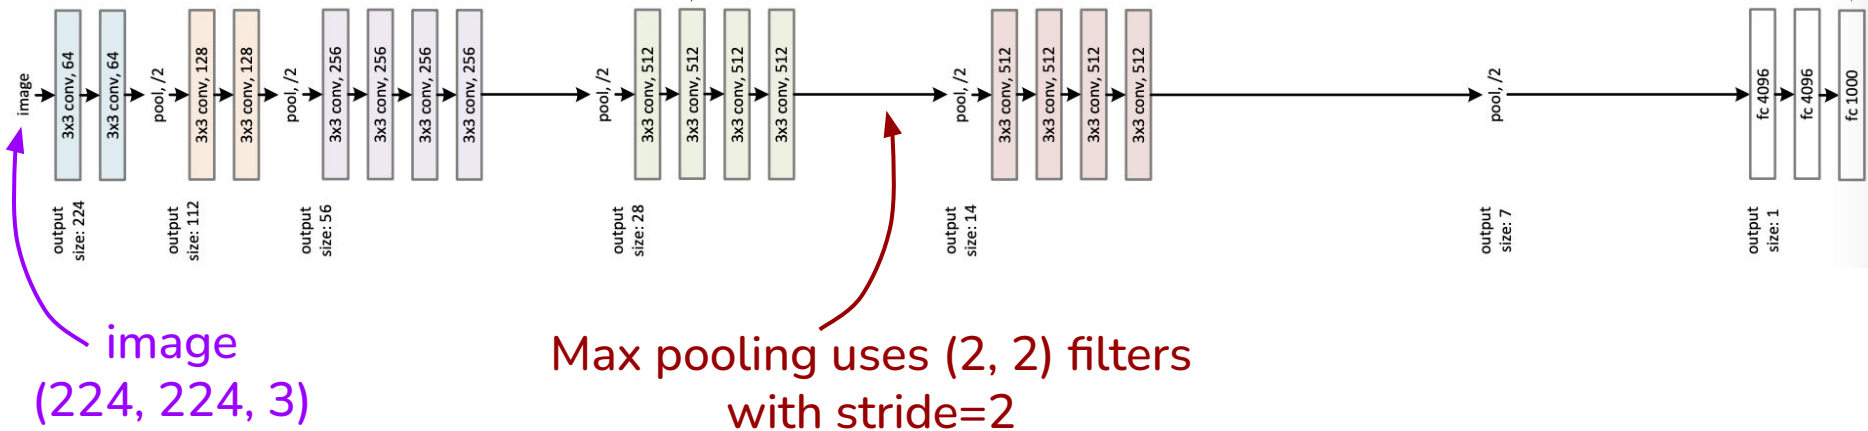 image
3x3 conv, 64
3x3 conv, 64
pool, /2
3x3 conv, 128
3x3 conv, 128
pool, /2
3x3 conv, 256
3x3 conv, 256
3x3 conv, 256
3x3 conv, 256
pool, /2
3x3 conv, 512
3x3 conv, 512
3x3 conv, 512
3x3 conv, 512
pool, /2
3x3 conv, 512
3x3 conv, 512
3x3 conv, 512
3x3 conv, 512
pool, /2
fc 4096
fc 4096
fc 1000
output
size: 224
output
size: 112
output
size: 56
output
size: 28
output
size: 14
output
size: 7
output
size: 1
image
(224, 224, 3)
Max pooling uses (2, 2) filters
with stride=2